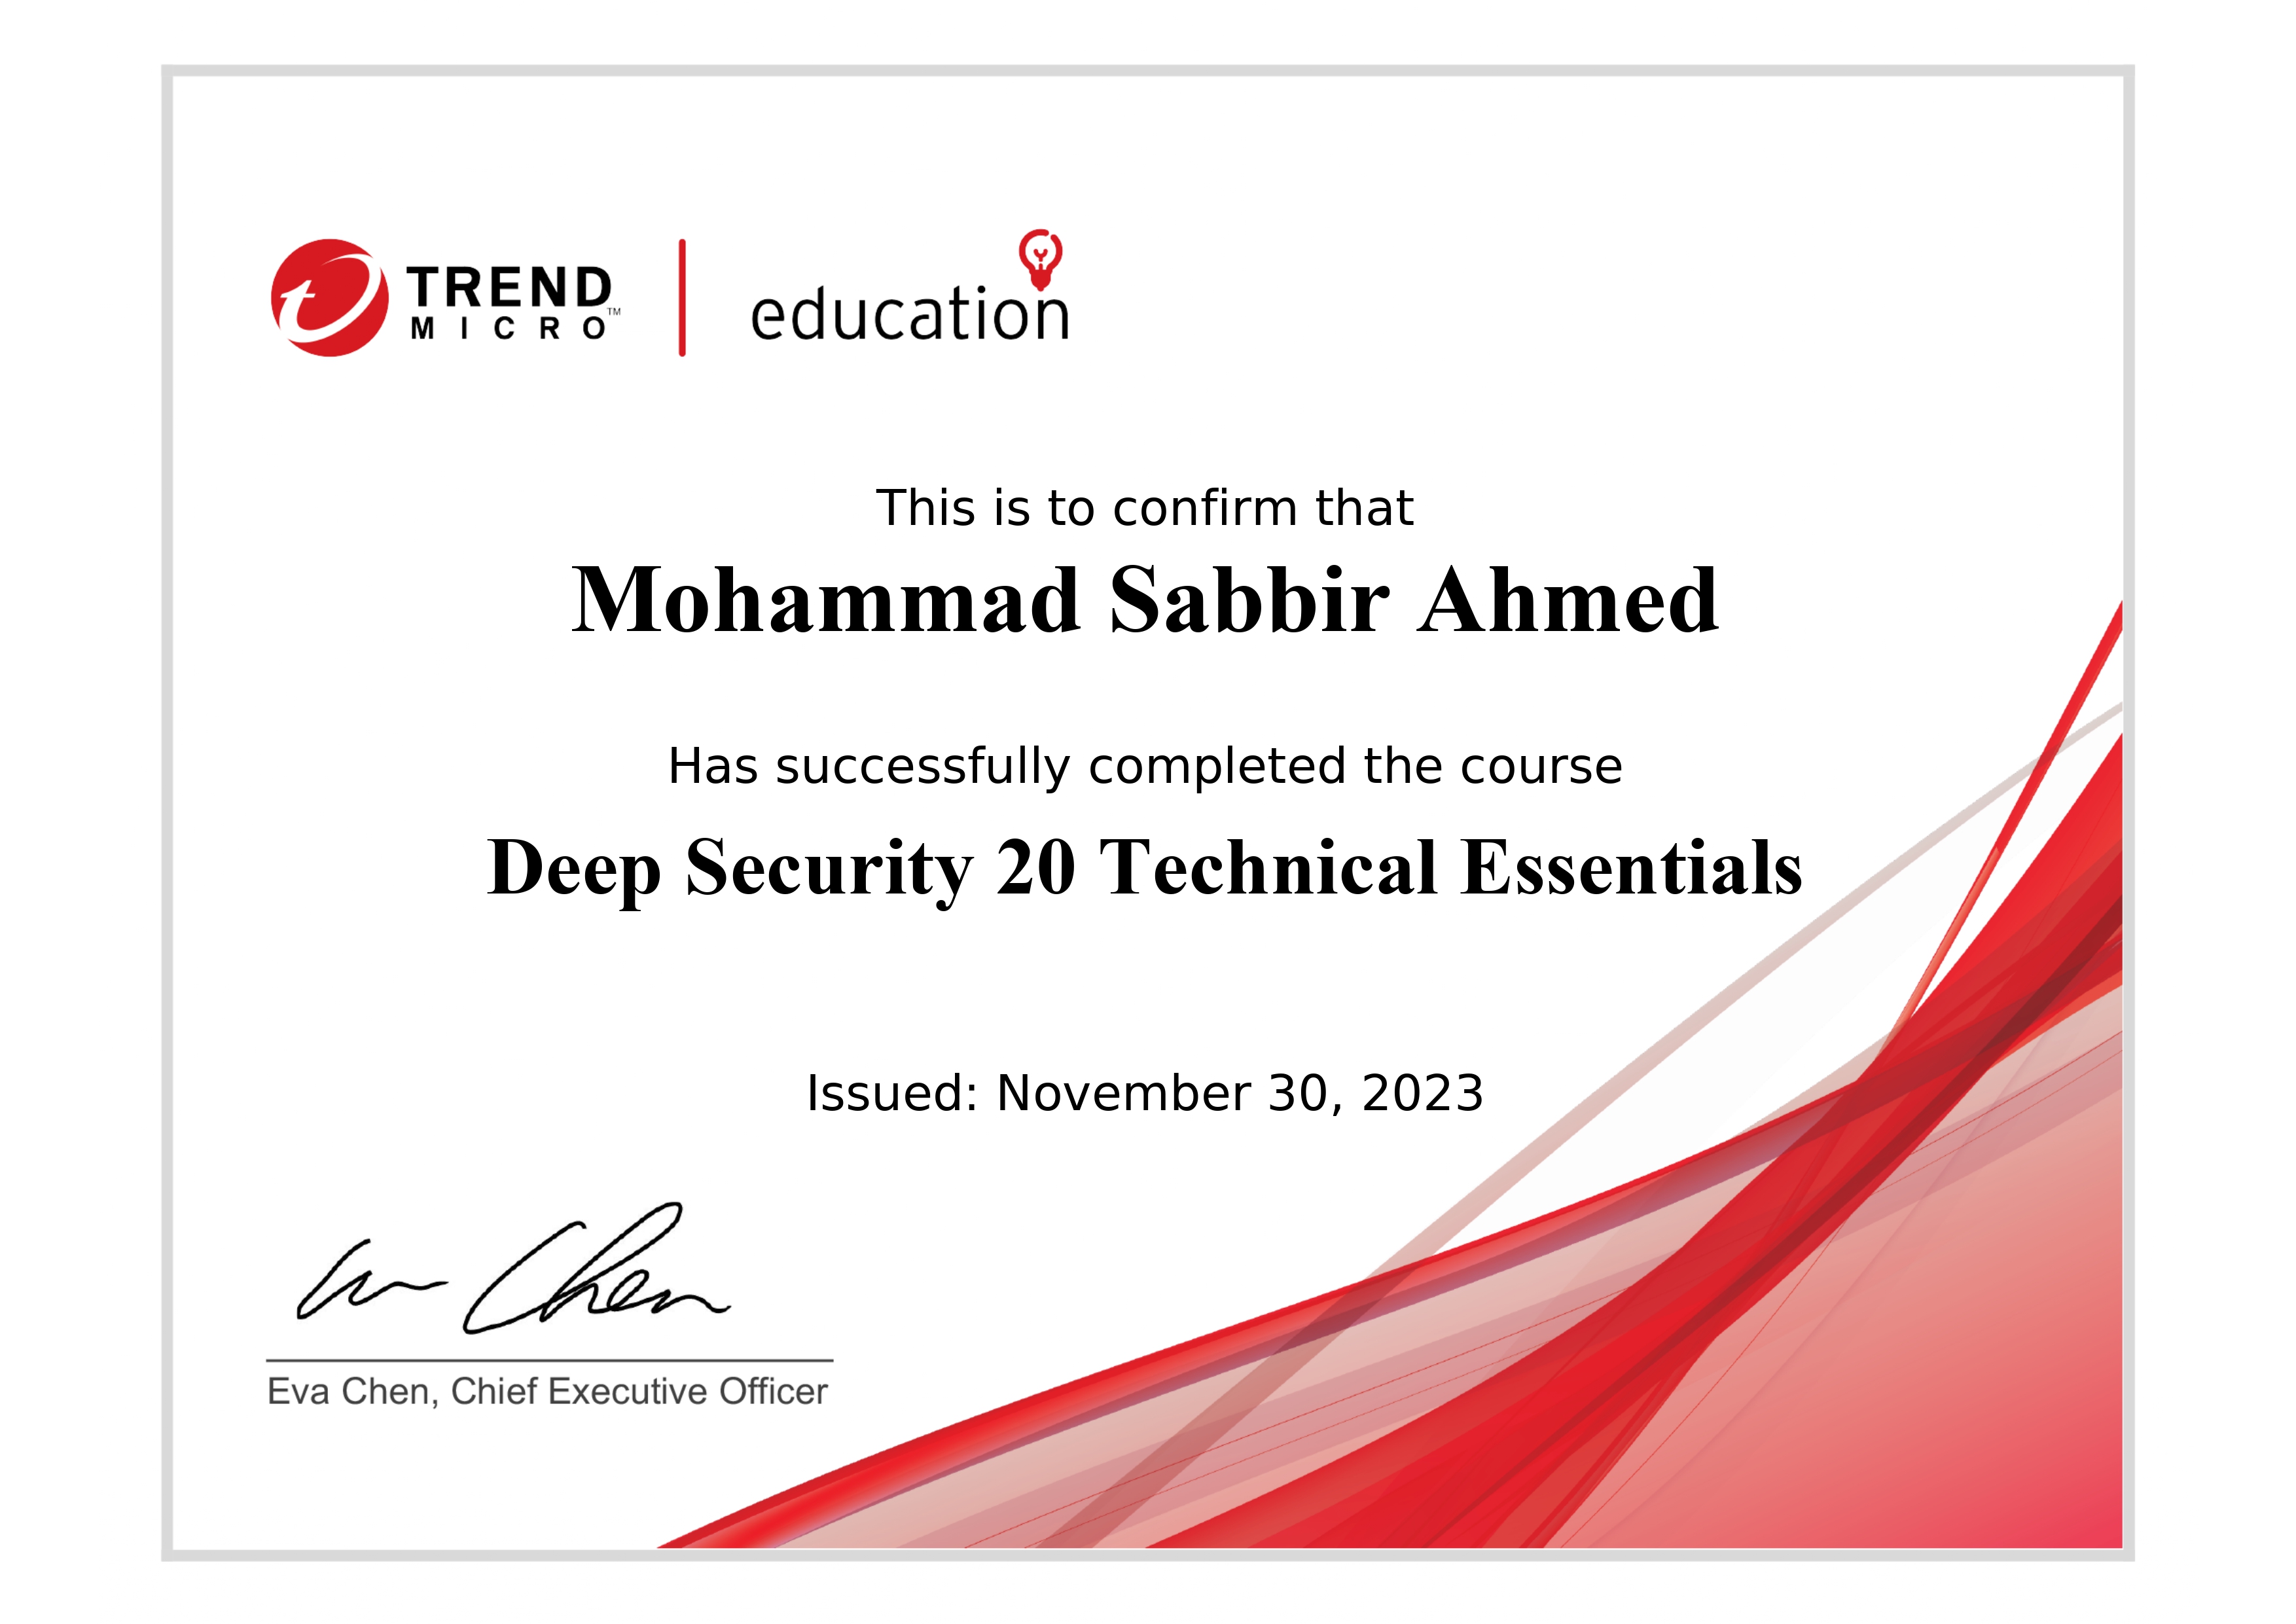 TREND
MICRO™
education
This is to confirm that
Mohammad Sabbir Ahmed
Has successfully completed the course
Deep Security 20 Technical Essentials
Issued: November 30, 2023
Eva Chen
Eva Chen, Chief Executive Officer